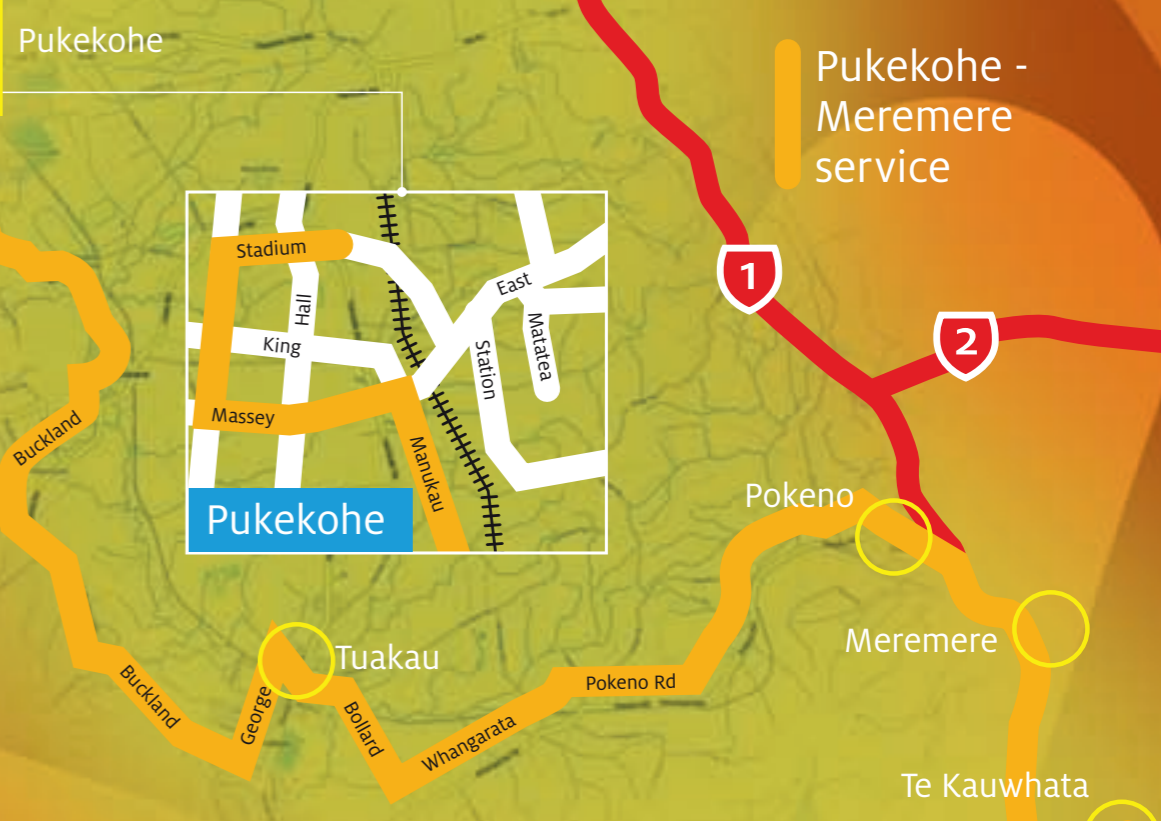 Pukekohe
Pukekohe -
Meremere
service
Stadium
Hall
King
East
Matatea
Station
Massey
Manukau
Pukekohe
1
2
Buckland
Pokeno
Meremere
Tuakau
Buckland
George
Bollard
Whangarata
Pokeno Rd
Te Kauwhata